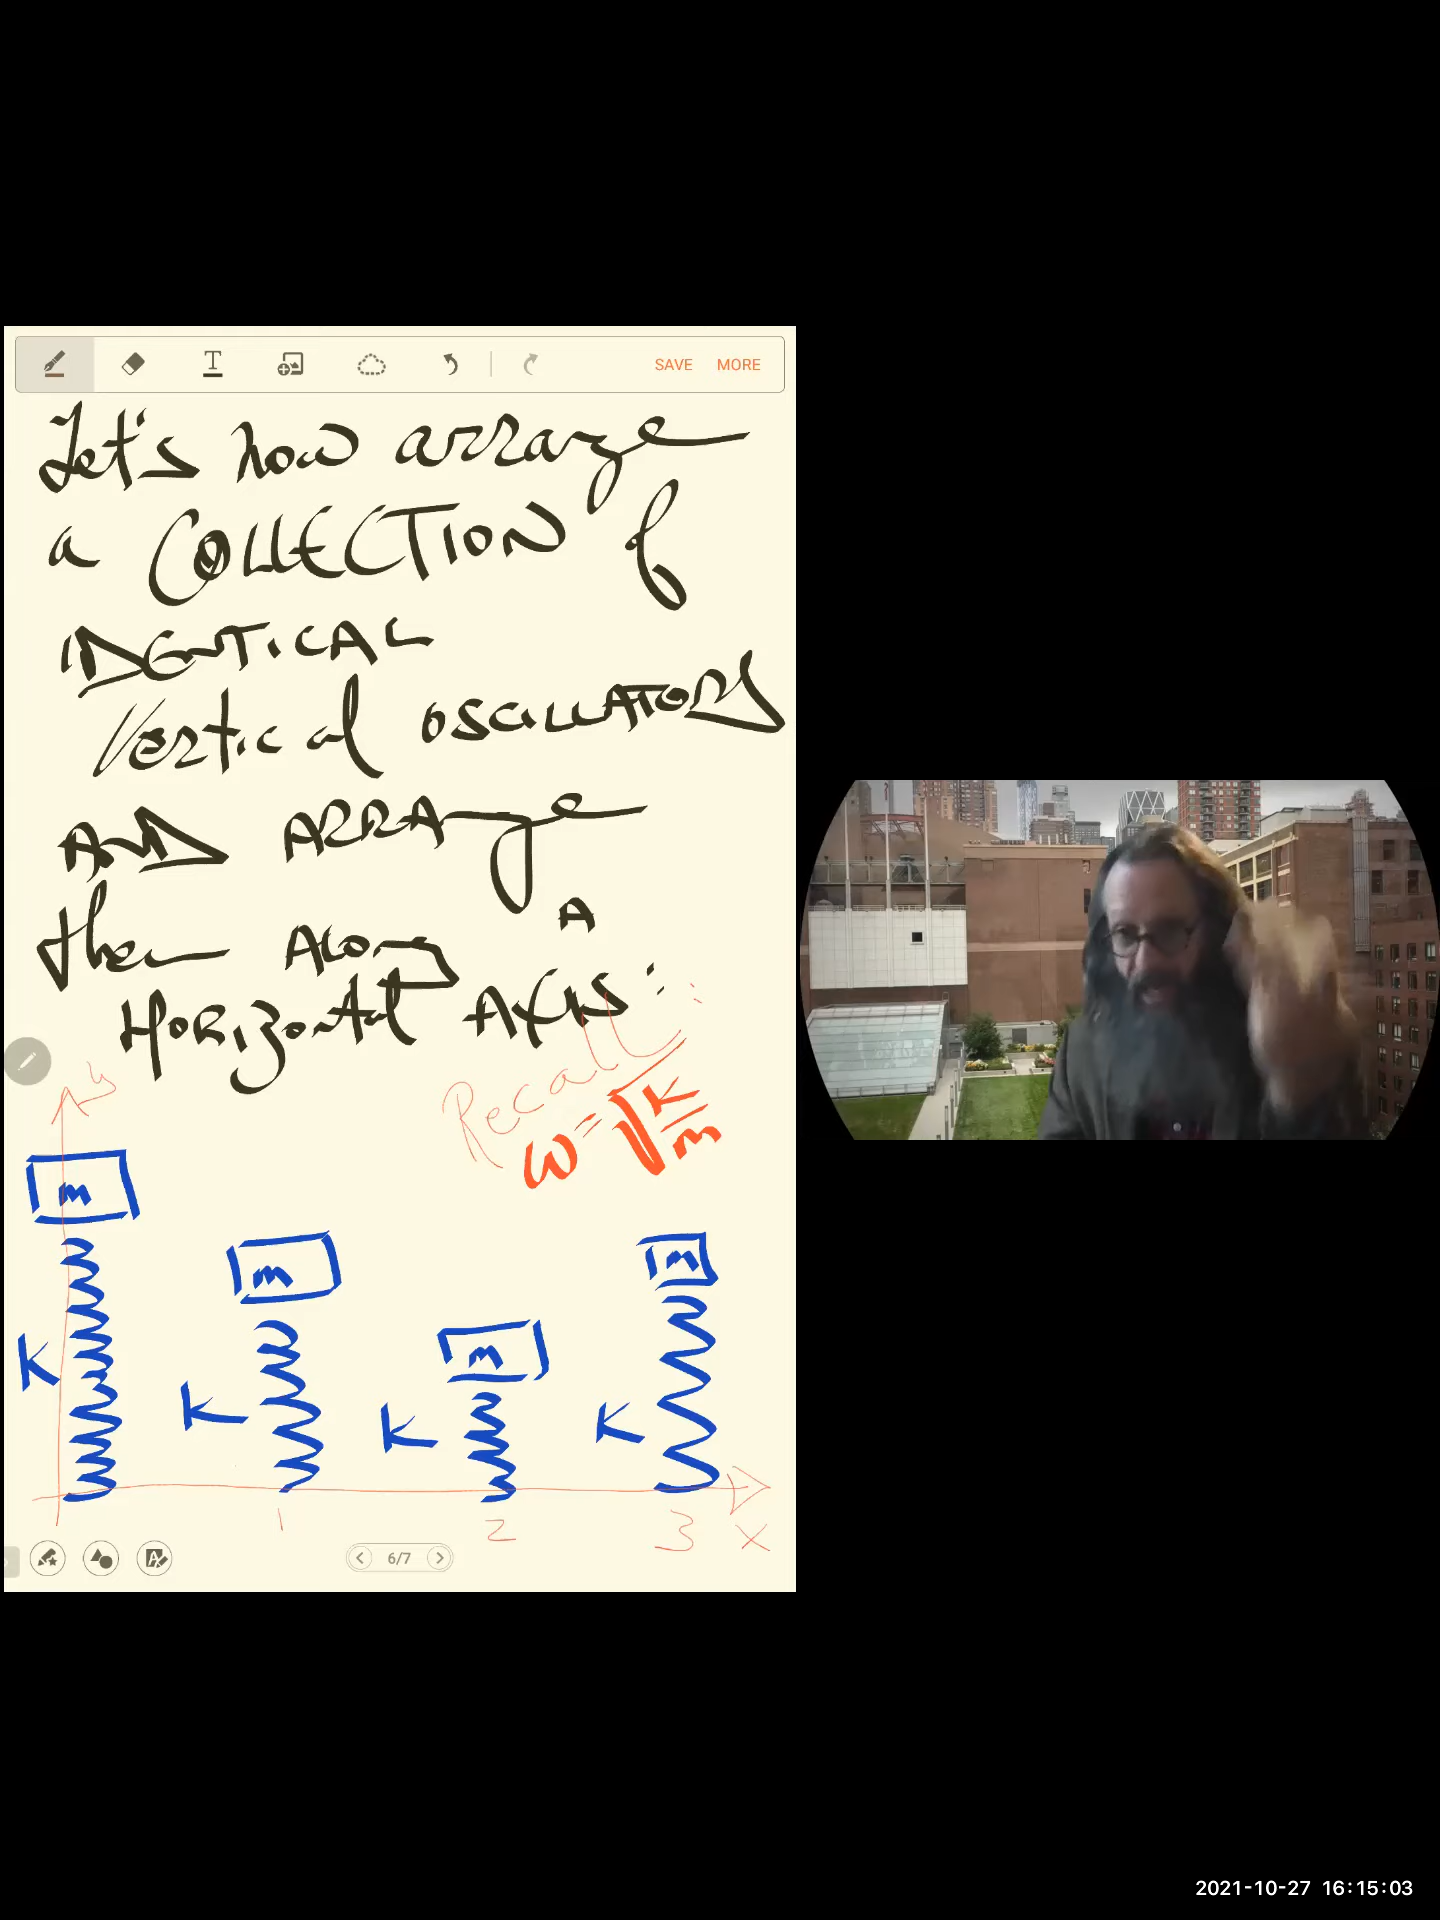 SAVE MORE
Let's now arrange
a COLLECTION of
IDENTICAL
Vertical OSCILLATORY
AND ARRANGE
them Along A
HORIZONTAL AXIS:
Recall:
ω = √K/m
y
m
m
m
m
K
K
K
K
1 2 3 x
6/7
2021-10-27 16:15:03